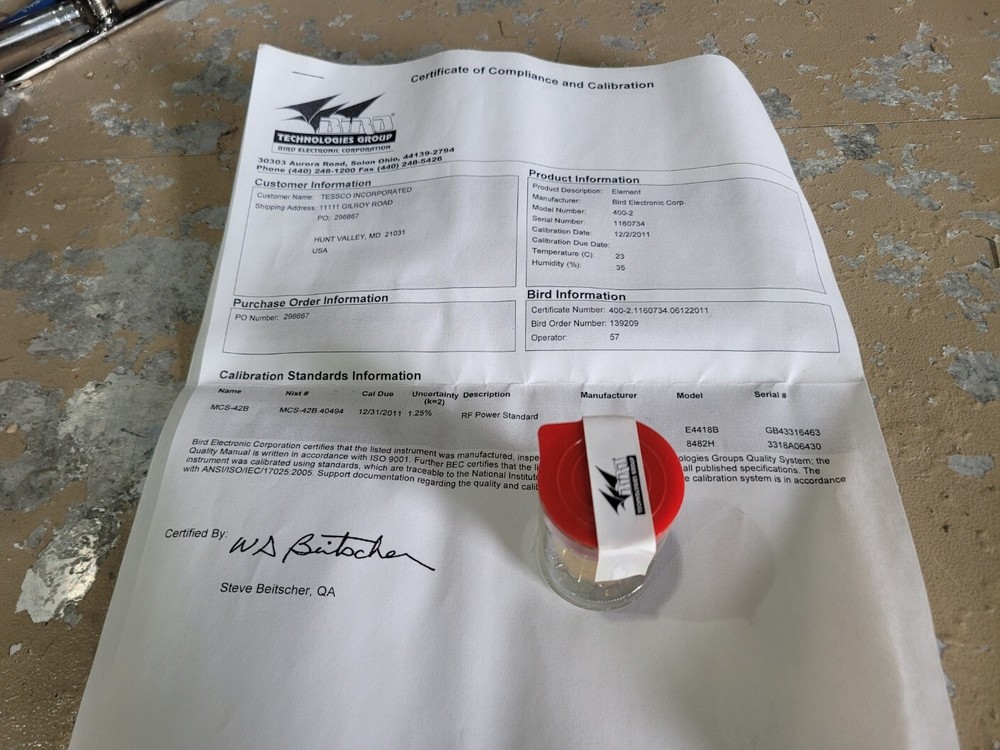 Certificate of Compliance and Calibration
BIRD
TECHNOLOGIES GROUP
BIRD ELECTRONIC CORPORATION
30303 Aurora Road, Solon Ohio, 44139-2794
Phone (440) 248-1200 Fax (440) 248-5426
Customer Information
Customer Name: TESSCO INCORPORATED
Shipping Address: 11111 GILROY ROAD
PO; 296667
HUNT VALLEY, MD 21031
USA
Product Information
Product Description: Element
Manufacturer: Bird Electronic Corp.
Model Number: 400-2
Serial Number: 1160734
Calibration Date: 12/2/2011
Calibration Due Date:
Temperature (C): 23
Humidity (%): 35
Purchase Order Information
PO Number: 296667
Bird Information
Certificate Number: 400-2.1160734.06122011
Bird Order Number: 139209
Operator: 57
Calibration Standards Information
Name Nist # Cal Due Uncertainty (k=2) Description Manufacturer Model Serial #
MCS-42B MCS-42B.40494 12/31/2011 1.25% RF Power Standard
E4418B GB43316463
8482H 3318A06430
Bird Electronic Corporation certifies that the listed instrument was manufactured, inspe ologies Groups Quality System; the
Quality Manual is written in accordance with ISO 9001. Further BEC certifies that the li all published specifications. The
instrument was calibrated using standards, which are traceable to the National Institute e calibration system is in accordance
with ANSI/ISO/IEC/17025:2005. Support documentation regarding the quality and calib
BIRD
TECHNOLOGIES GROUP
Certified By: WS Beitscher
Steve Beitscher, QA